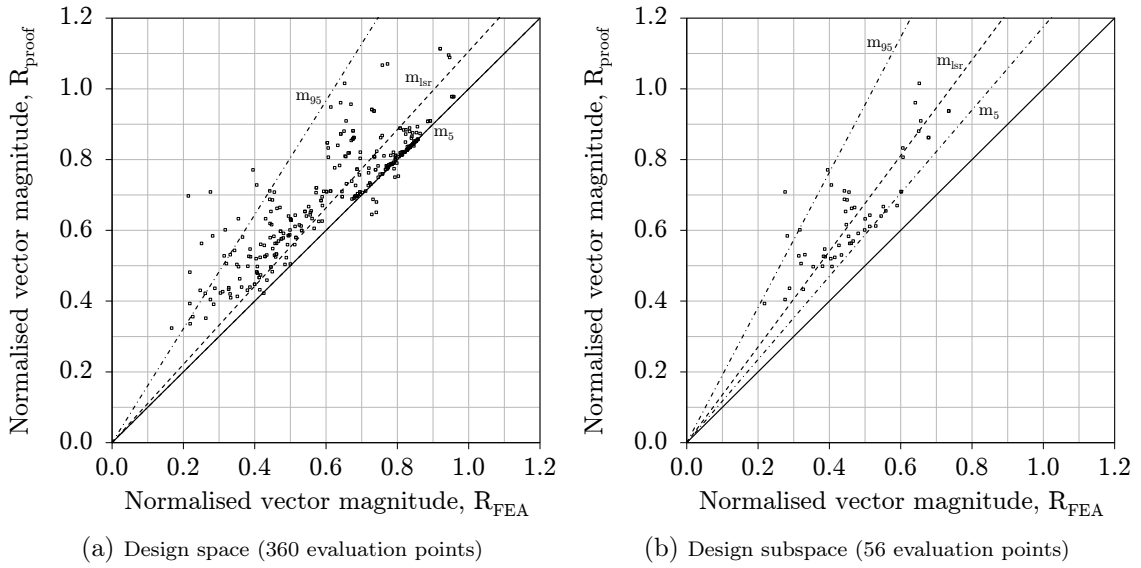 Normalised vector magnitude, R_proof
1.2
1.0
0.8
0.6
0.4
0.2
0.0
m_95
m_lsr
m_5
0.0 0.2 0.4 0.6 0.8 1.0 1.2
Normalised vector magnitude, R_FEA
(a) Design space (360 evaluation points)
Normalised vector magnitude, R_proof
1.2
1.0
0.8
0.6
0.4
0.2
0.0
m_95
m_lsr
m_5
0.0 0.2 0.4 0.6 0.8 1.0 1.2
Normalised vector magnitude, R_FEA
(b) Design subspace (56 evaluation points)